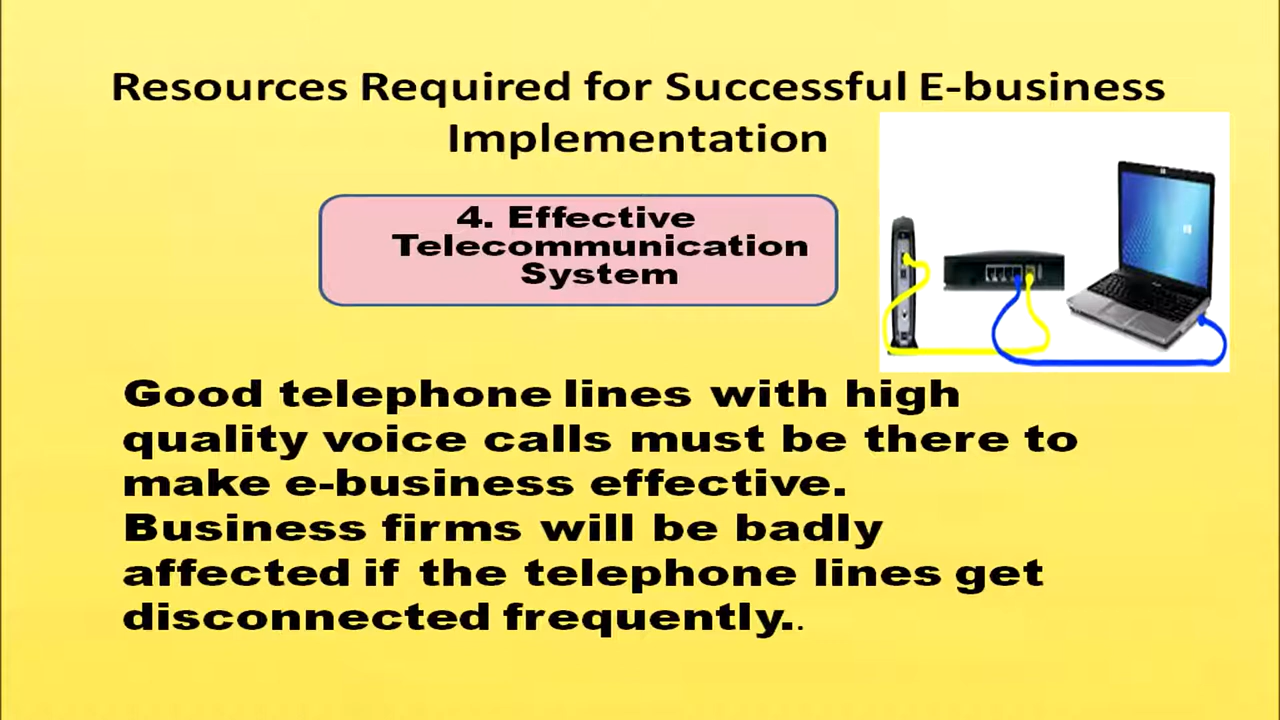 Resources Required for Successful E-business
Implementation
4. Effective
Telecommunication
System
Good telephone lines with high
quality voice calls must be there to
make e-business effective.
Business firms will be badly
affected if the telephone lines get
disconnected frequently..